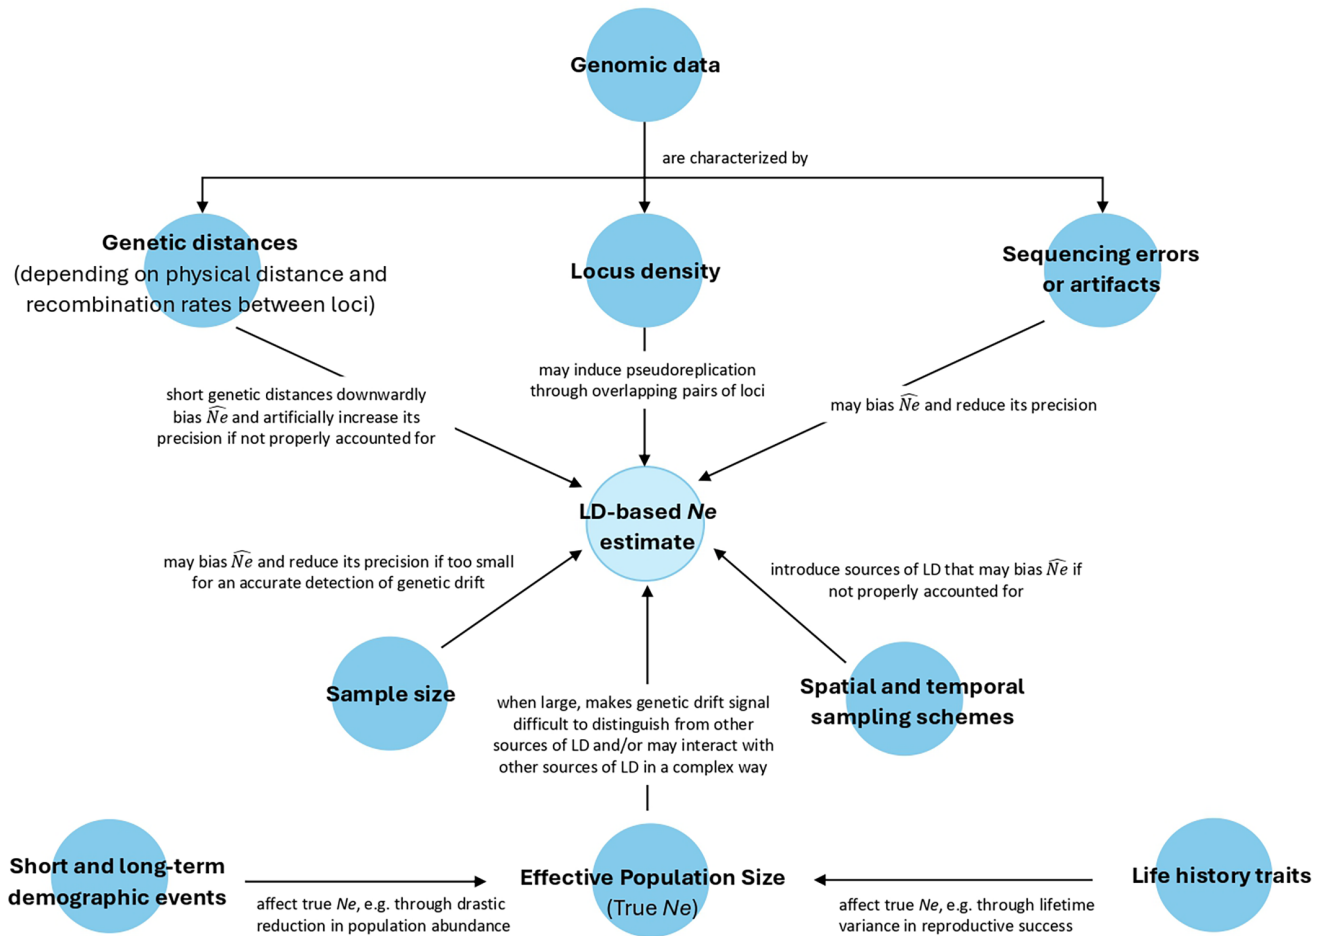 Genomic data
are characterized by
Genetic distances
(depending on physical distance and
recombination rates between loci)
Locus density
Sequencing errors
or artifacts
short genetic distances downwardly
bias N͡e and artificially increase its
precision if not properly accounted for
may induce pseudoreplication
through overlapping pairs of loci
may bias N͡e and reduce its precision
LD-based Ne
estimate
may bias N͡e and reduce its precision if too small
for an accurate detection of genetic drift
introduce sources of LD that may bias N͡e if
not properly accounted for
Sample size
when large, makes genetic drift signal
difficult to distinguish from other
sources of LD and/or may interact with
other sources of LD in a complex way
Spatial and temporal
sampling schemes
Short and long-term
demographic events
affect true Ne, e.g. through drastic
reduction in population abundance
Effective Population Size
(True Ne)
affect true Ne, e.g. through lifetime
variance in reproductive success
Life history traits